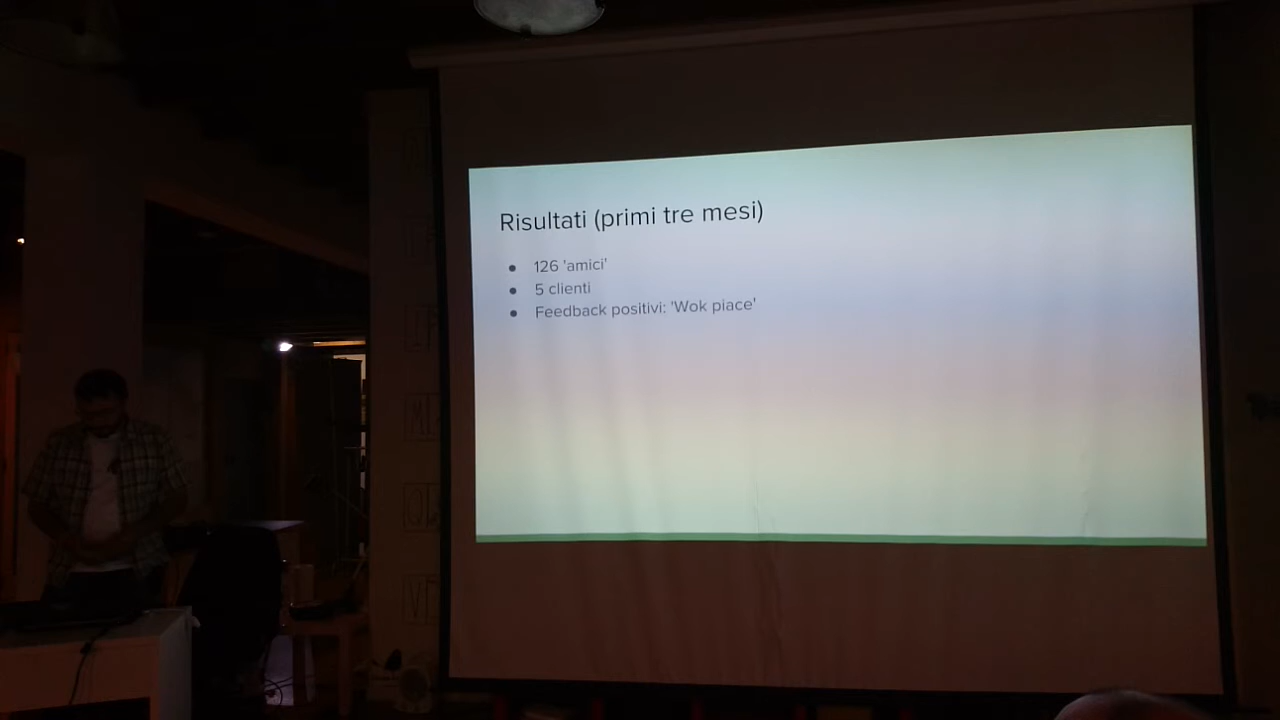 Risultati (primi tre mesi)
● 126 'amici'
● 5 clienti
● Feedback positivi: 'Wok piace'